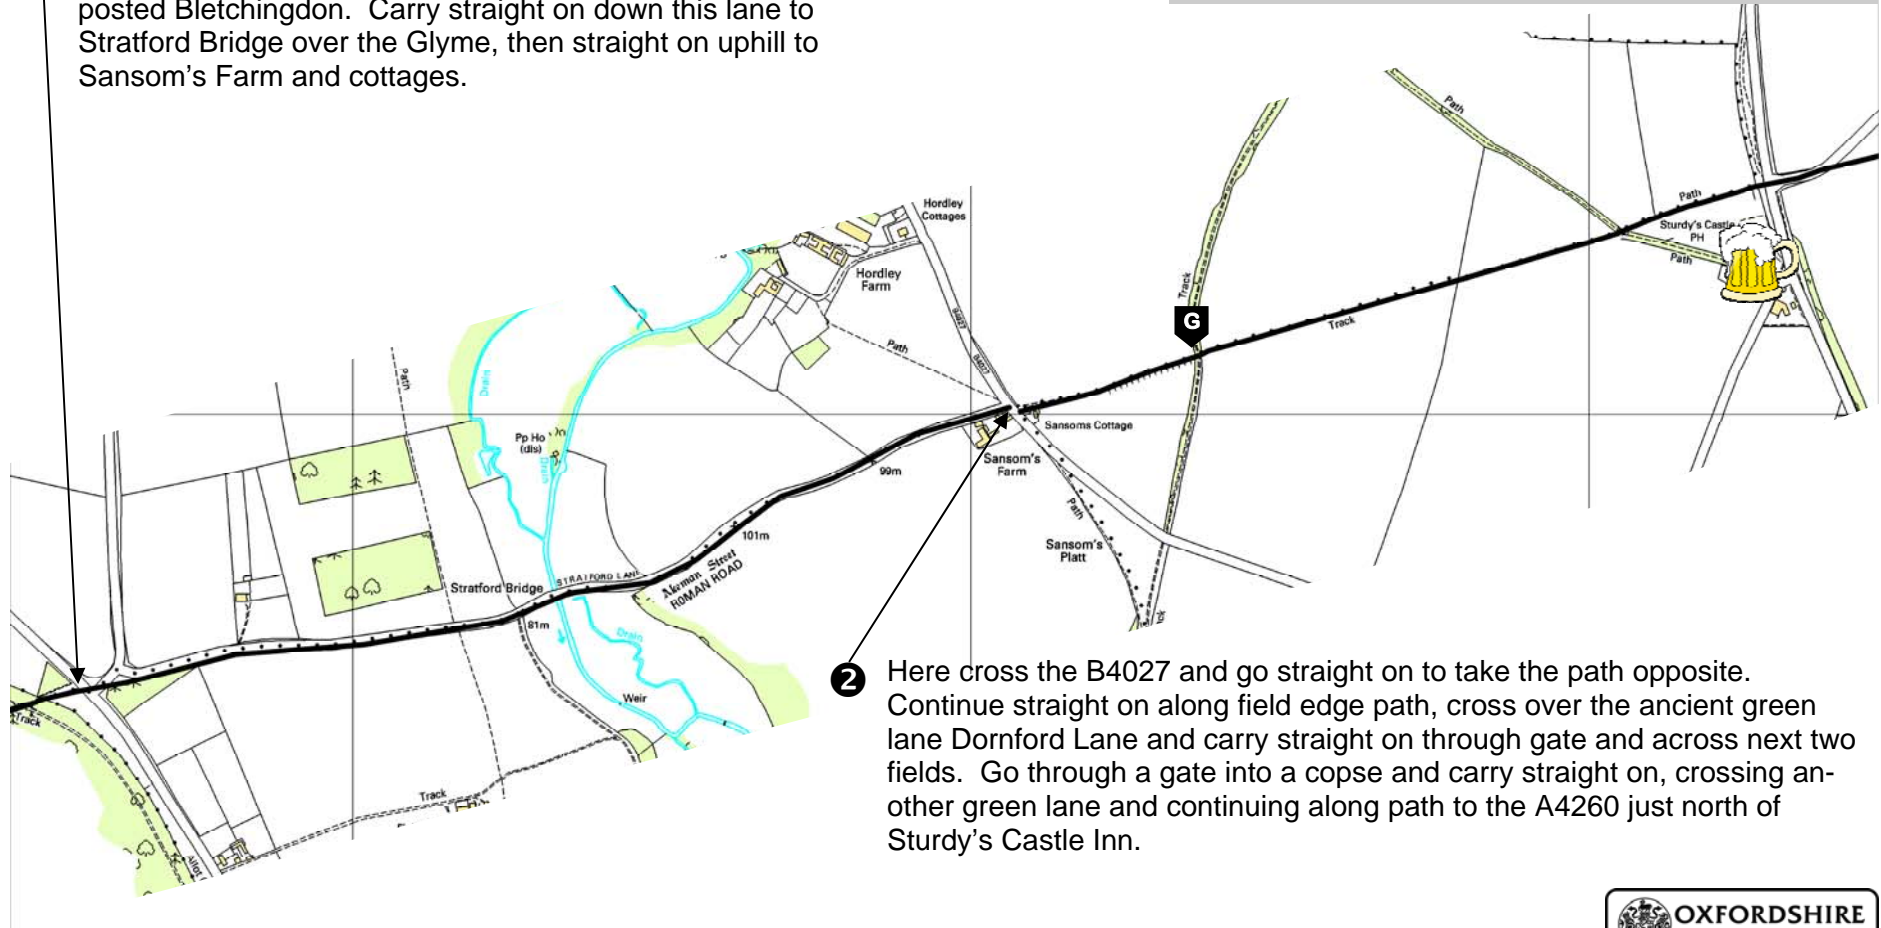 posted Bletchingdon. Carry straight on down this lane to
Stratford Bridge over the Glyme, then straight on uphill to
Sansom's Farm and cottages.
Path
Hordley
Cottages
Path
Sturdy's Castle
PH
Path
Hordley
Farm
Track
G
B4027
Track
Path
B4027
Path
Drain
Pp Ho
(dis)
Drain
Sansoms Cottage
Sansom's
Farm
99m
Path
101m
Sansom's
Platt
Akeman Street
ROMAN ROAD
STRATFORD LANE
Stratford Bridge
81m
Drain
Weir
Track
Track
Allot
2
Here cross the B4027 and go straight on to take the path opposite.
Continue straight on along field edge path, cross over the ancient green
lane Dornford Lane and carry straight on through gate and across next two
fields. Go through a gate into a copse and carry straight on, crossing an-
other green lane and continuing along path to the A4260 just north of
Sturdy's Castle Inn.
OXFORDSHIRE